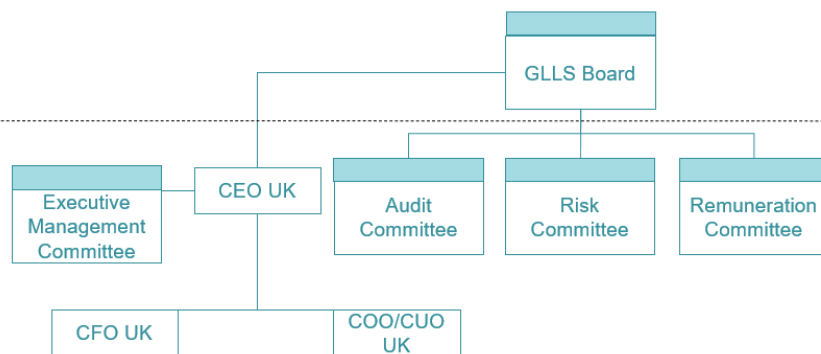 GLLS Board
CEO UK
Executive
Management
Committee
Audit
Committee
Risk
Committee
Remuneration
Committee
CFO UK
COO/CUO
UK